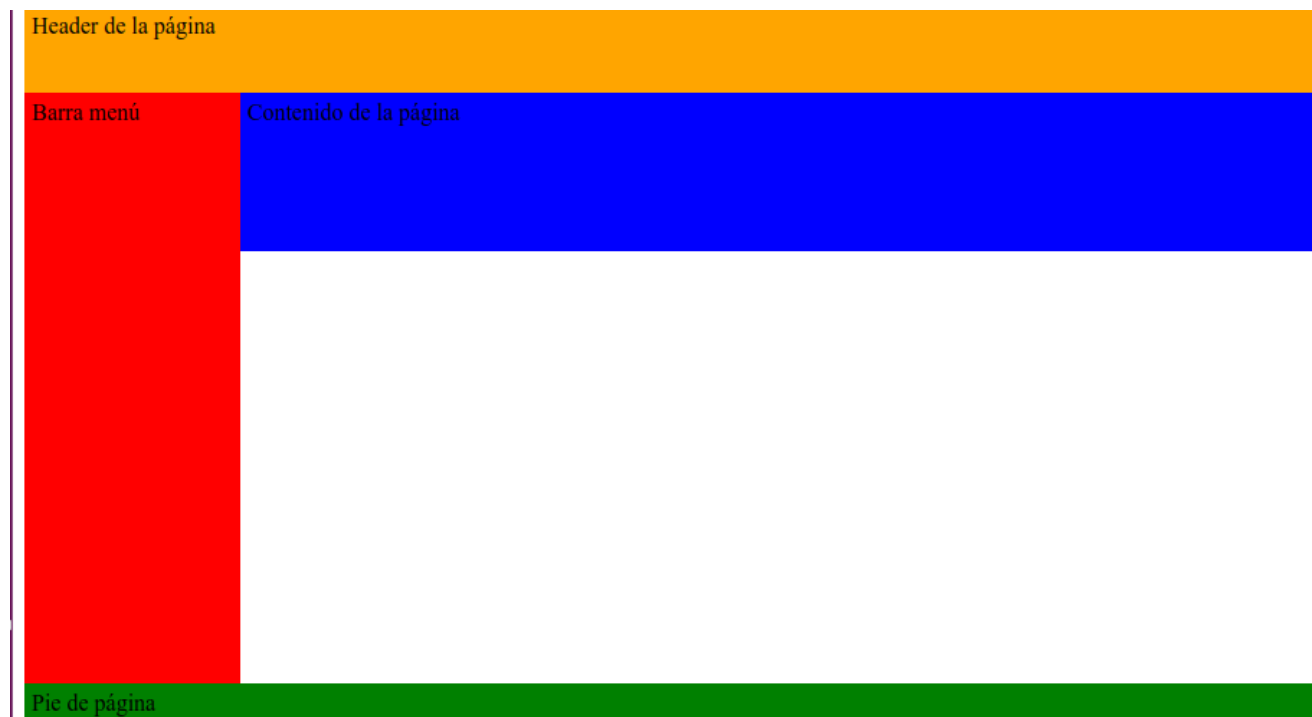 Header de la página
Barra menú
Contenido de la página
Pie de página